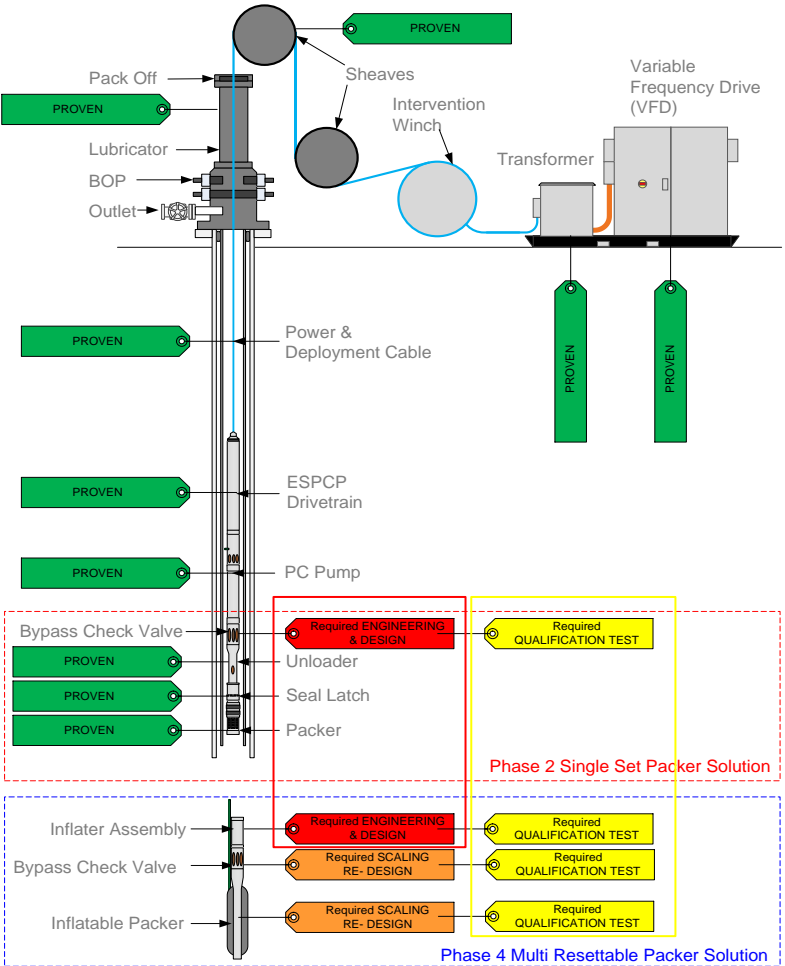 PROVEN
Sheaves
Pack Off
PROVEN
Lubricator
BOP
Outlet
Intervention
Winch
Transformer
Variable
Frequency Drive
(VFD)
PROVEN
PROVEN
PROVEN
Power &
Deployment Cable
PROVEN
ESPCP
Drivetrain
PROVEN
PC Pump
Bypass Check Valve
Required ENGINEERING
& DESIGN
Required
QUALIFICATION TEST
PROVEN
Unloader
PROVEN
Seal Latch
PROVEN
Packer
Phase 2 Single Set Packer Solution
Inflater Assembly
Required ENGINEERING
& DESIGN
Required
QUALIFICATION TEST
Bypass Check Valve
Required SCALING
RE- DESIGN
Required
QUALIFICATION TEST
Inflatable Packer
Required SCALING
RE- DESIGN
Required
QUALIFICATION TEST
Phase 4 Multi Resettable Packer Solution